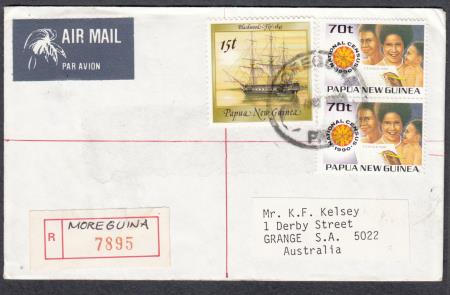 AIR MAIL
PAR AVION
15t
Papua New Guinea
70t
NATIONAL CENSUS
1990
PAPUA NEW GUINEA
70t
NATIONAL CENSUS
1990
PAPUA NEW GUINEA
R
MOREGUINA
7895
Mr. K.F. Kelsey
1 Derby Street
GRANGE S.A. 5022
Australia